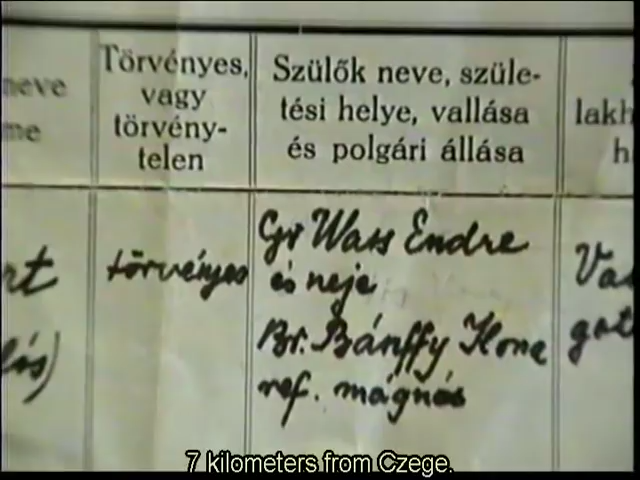 neve
me
Törvényes,
vagy
törvény-
telen
Szülők neve, szüle-
tési helye, vallása
és polgári állása
lakh
h
rt
lós)
törvényes
Gr Wass Endre
és neje
Br. Bánffy Ilona
ref. mágnás
Va
gat
7 kilometers from Czege.